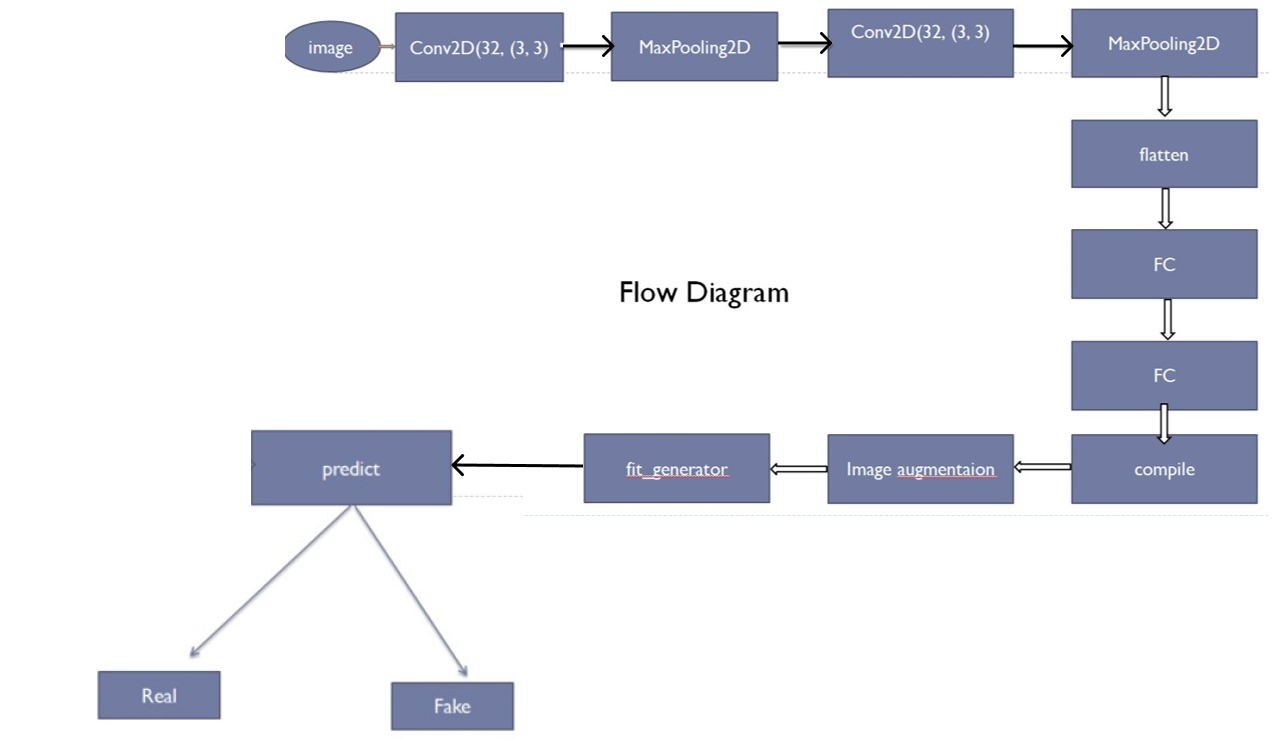 image
Conv2D(32, (3, 3)
MaxPooling2D
Conv2D(32, (3, 3)
MaxPooling2D
flatten
FC
Flow Diagram
FC
predict
fit_generator
Image augmentaion
compile
Real
Fake